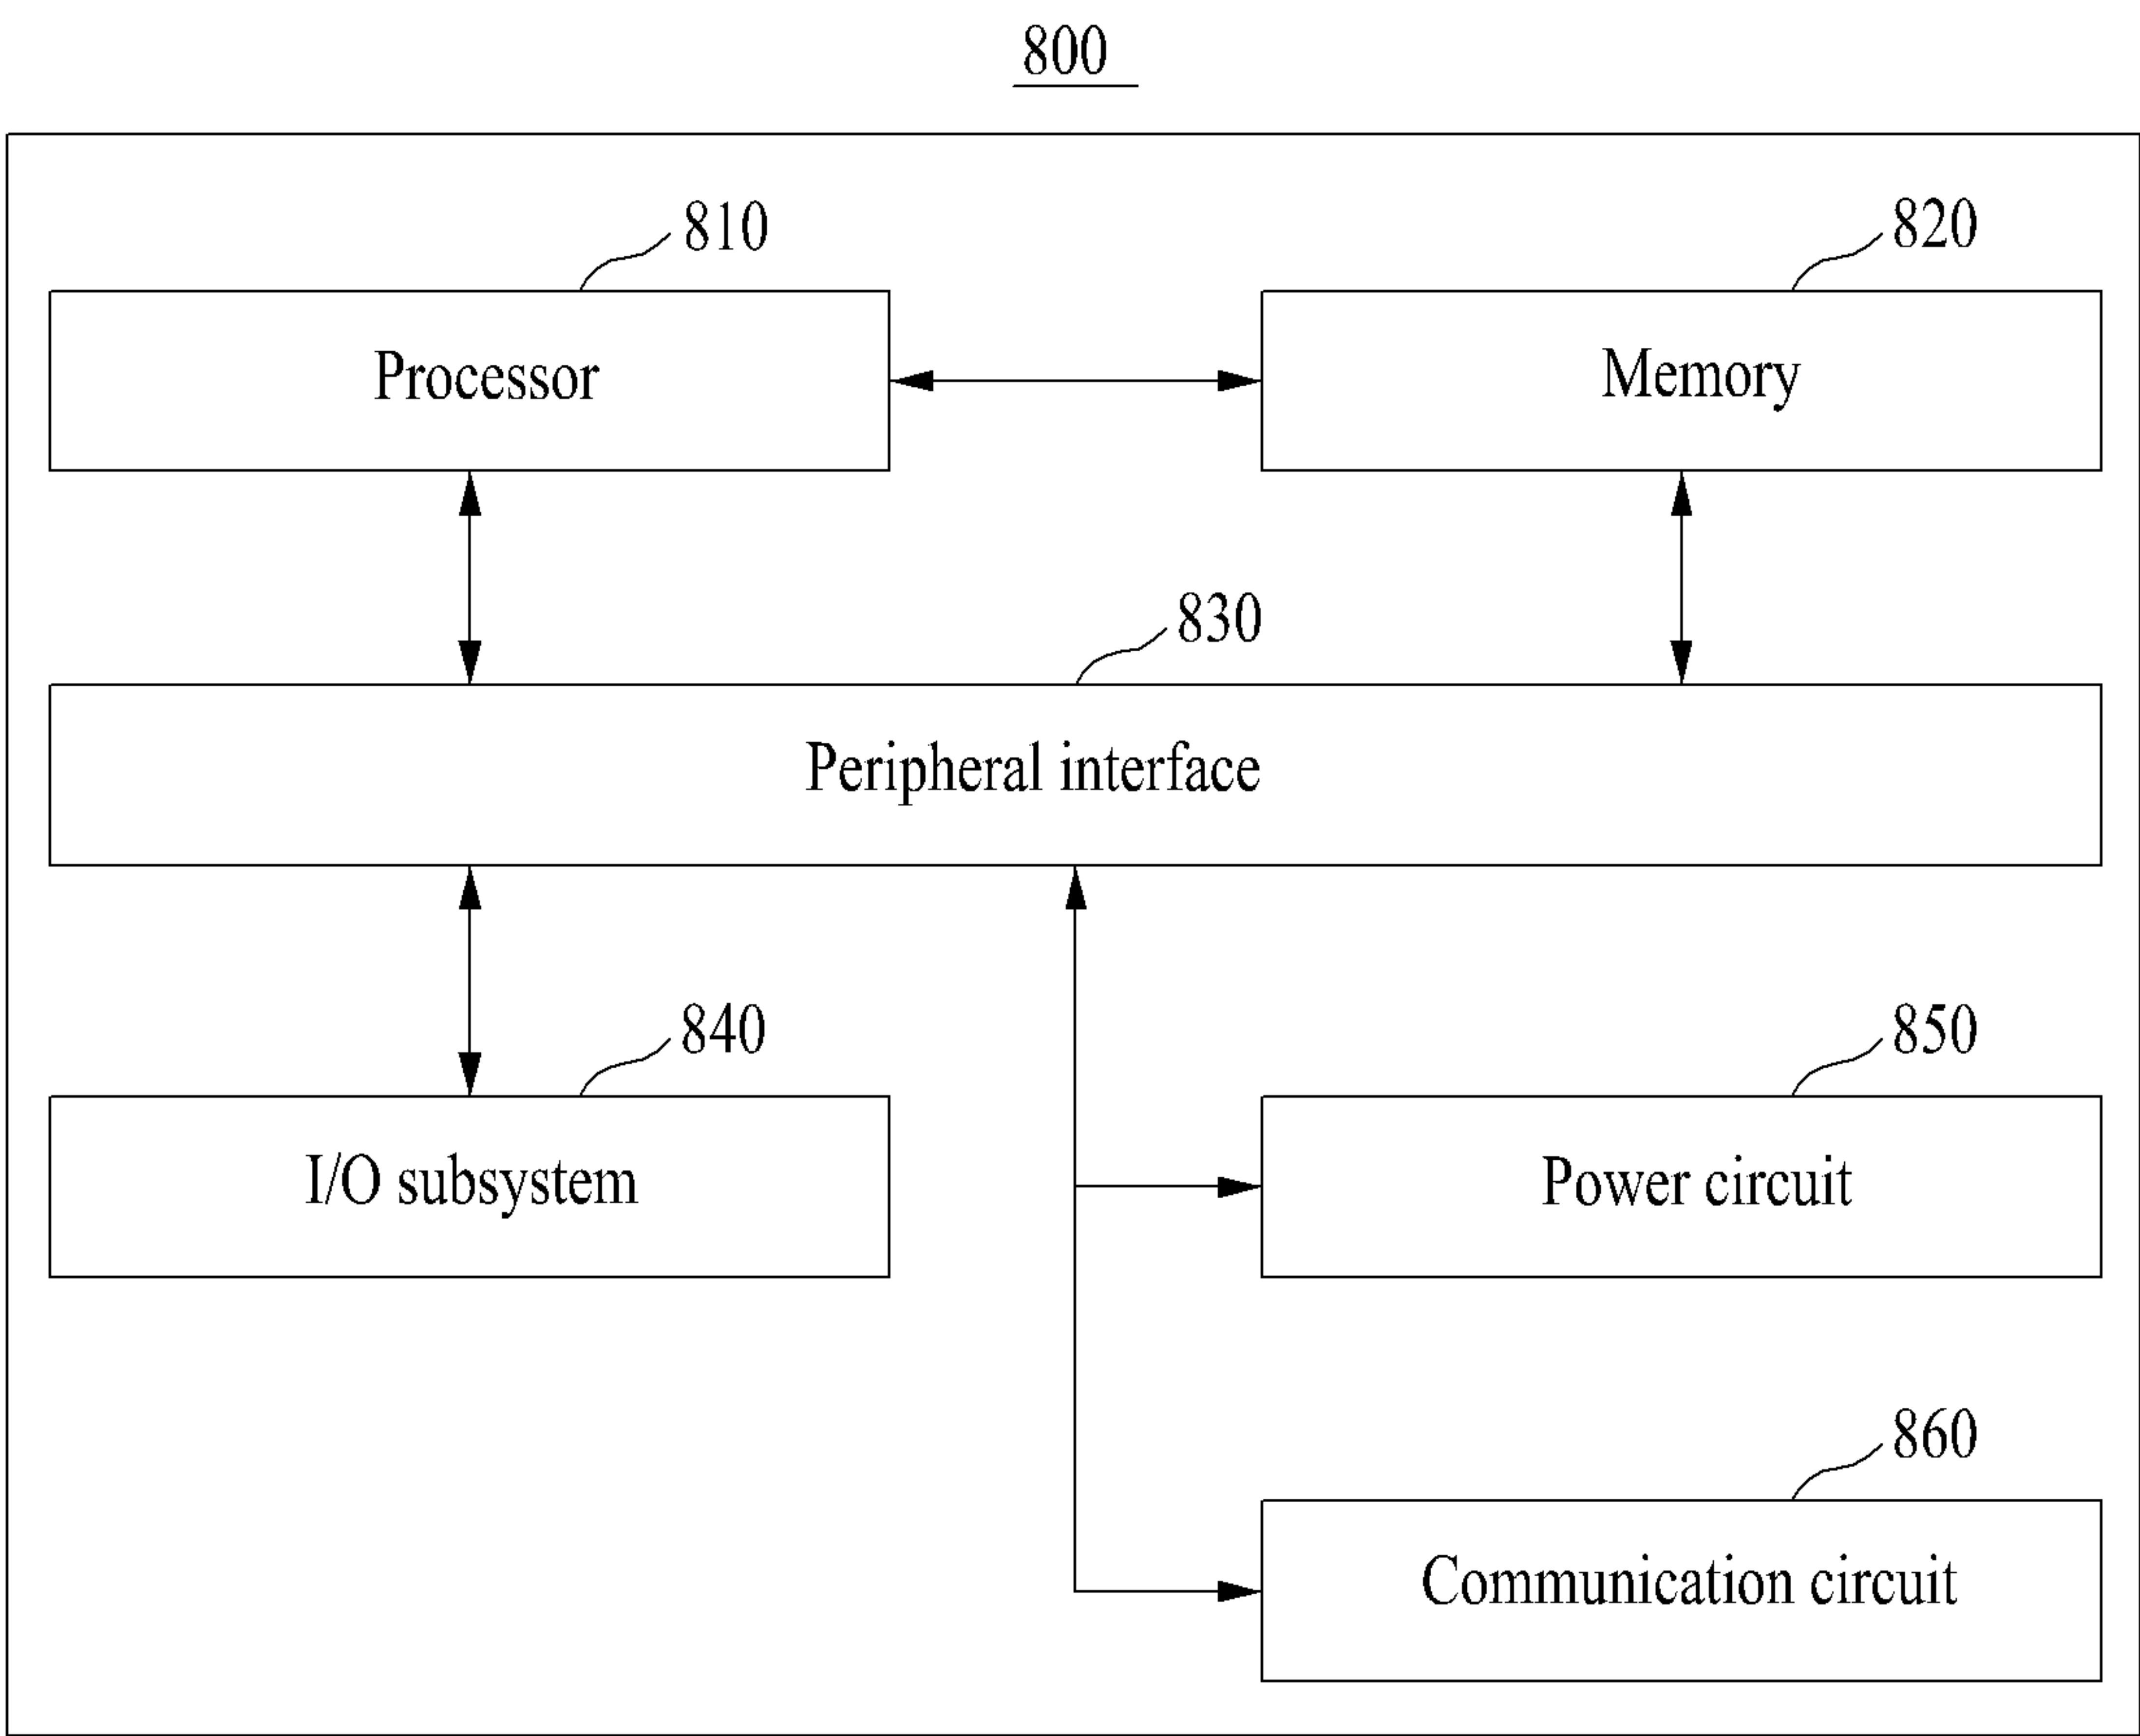 800
810
820
Processor
Memory
830
Peripheral interface
840
850
I/O subsystem
Power circuit
860
Communication circuit